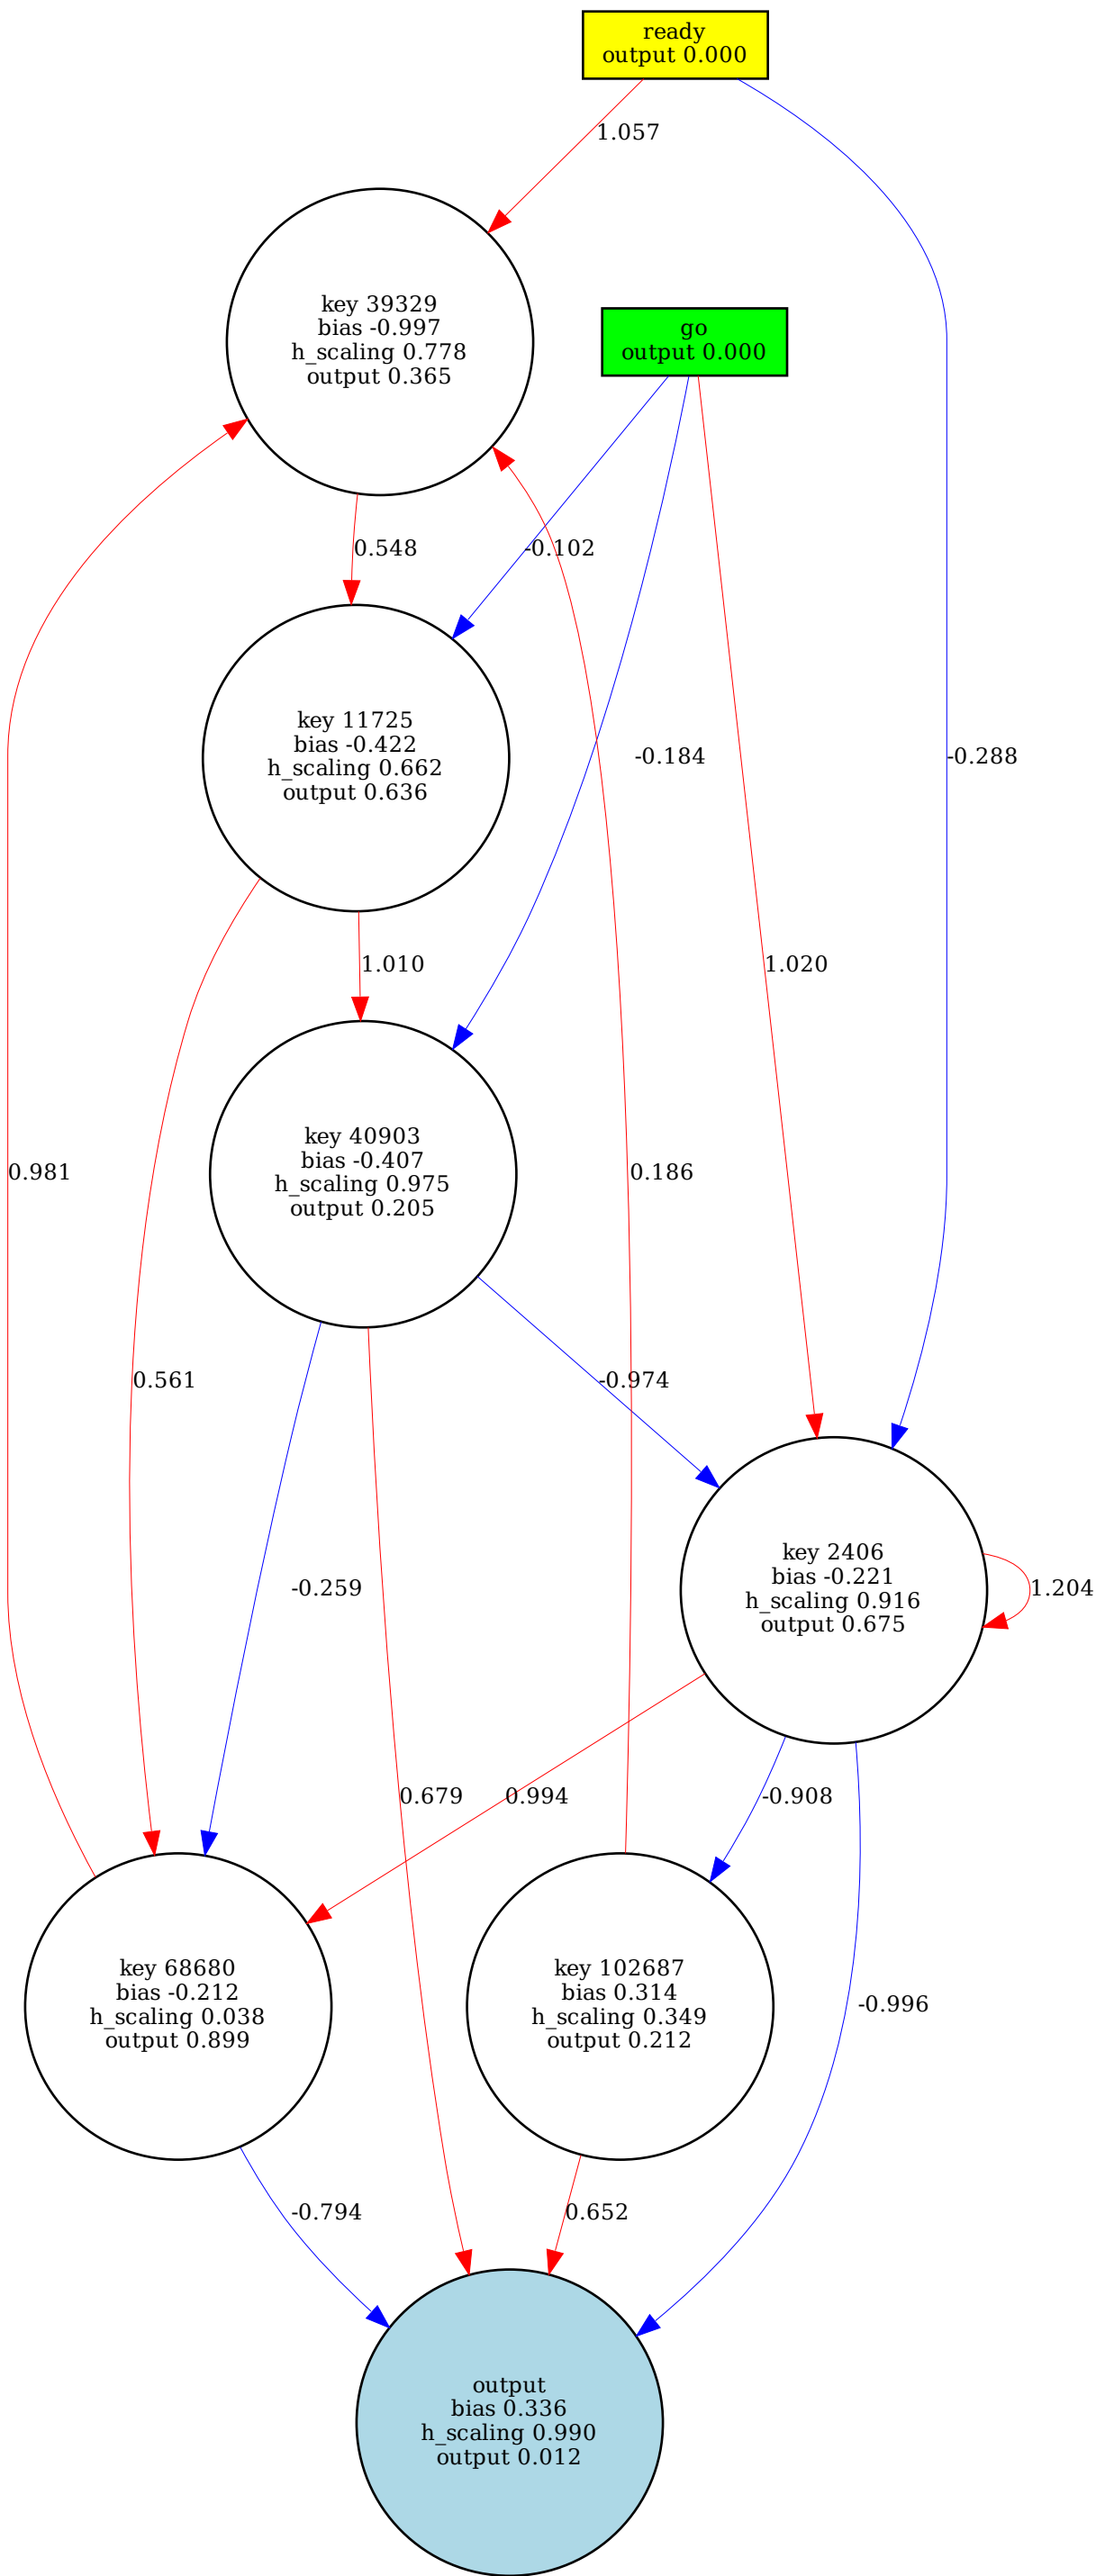 ready
output 0.000
1.057
key 39329
bias -0.997
h_scaling 0.778
output 0.365
go
output 0.000
0.548
-0.102
key 11725
bias -0.422
h_scaling 0.662
output 0.636
-0.184
-0.288
1.010
1.020
key 40903
bias -0.407
h_scaling 0.975
output 0.205
0.981
0.186
0.561
-0.974
key 2406
bias -0.221
h_scaling 0.916
output 0.675
-0.259
1.204
0.679
0.994
-0.908
key 68680
bias -0.212
h_scaling 0.038
output 0.899
key 102687
bias 0.314
h_scaling 0.349
output 0.212
-0.996
-0.794
0.652
output
bias 0.336
h_scaling 0.990
output 0.012